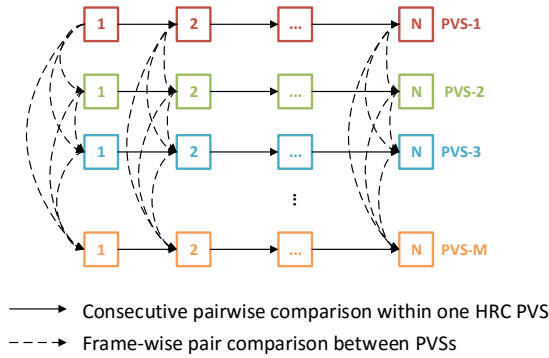 1 2 ... N PVS-1
1 2 ... N PVS-2
1 2 ... N PVS-3
...
1 2 ... N PVS-M
Consecutive pairwise comparison within one HRC PVS
Frame-wise pair comparison between PVSs